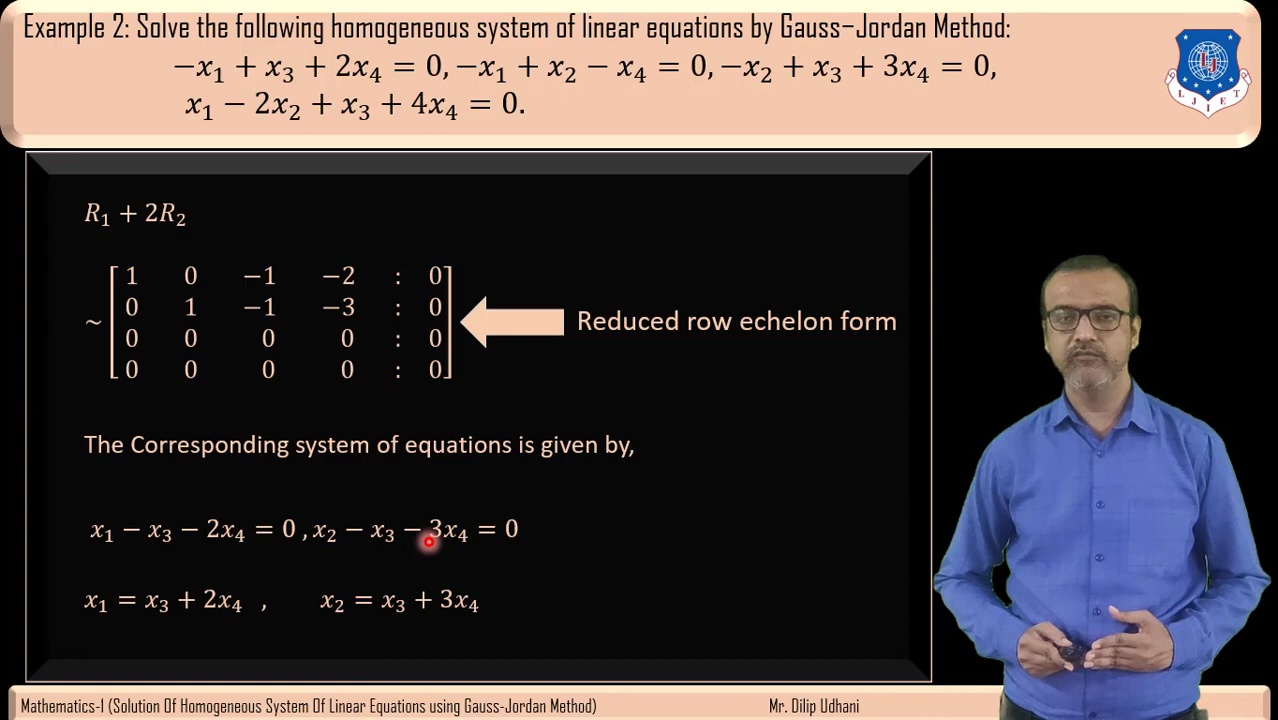 Example 2: Solve the following homogeneous system of linear equations by Gauss−Jordan Method:
−x₁ + x₃ + 2x₄ = 0, −x₁ + x₂ − x₄ = 0, −x₂ + x₃ + 3x₄ = 0,
x₁ − 2x₂ + x₃ + 4x₄ = 0.
LJIET
R₁ + 2R₂
1 0 −1 −2 : 0
0 1 −1 −3 : 0
~ 0 0 0 0 : 0
0 0 0 0 : 0
Reduced row echelon form
The Corresponding system of equations is given by,
x₁ − x₃ − 2x₄ = 0 , x₂ − x₃ − 3x₄ = 0
x₁ = x₃ + 2x₄ , x₂ = x₃ + 3x₄
Mathematics-I (Solution Of Homogeneous System Of Linear Equations using Gauss-Jordan Method) Mr. Dilip Udhani